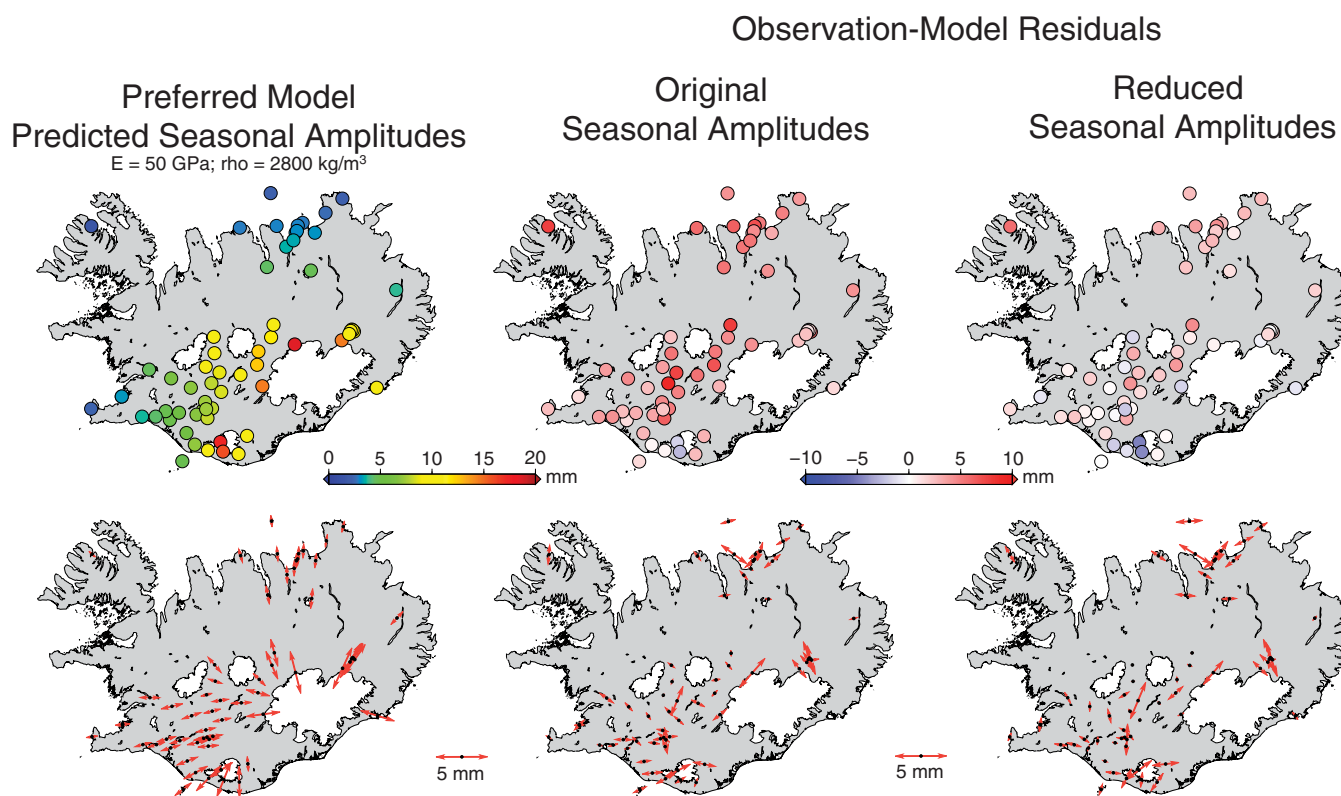 Observation-Model Residuals
Preferred Model
Predicted Seasonal Amplitudes
E = 50 GPa; rho = 2800 kg/m³
Original
Seasonal Amplitudes
Reduced
Seasonal Amplitudes
0 5 10 15 20
mm
−10 −5 0 5 10
mm
5 mm
5 mm